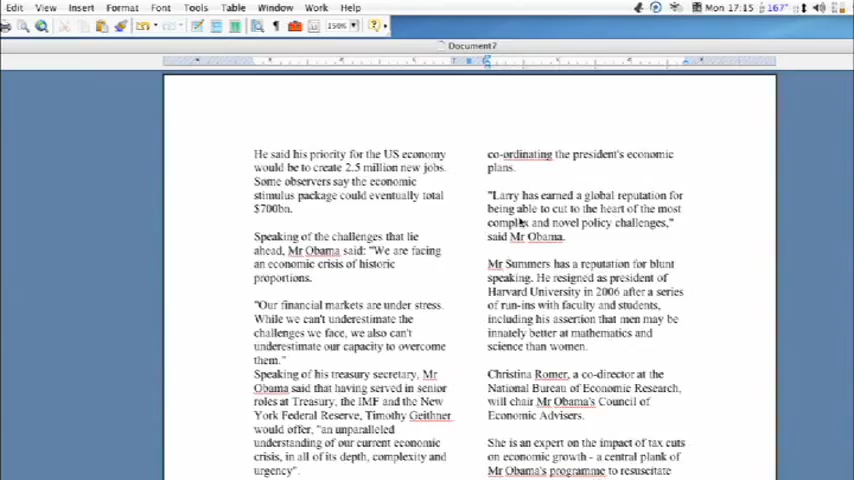 Edit View Insert Format Font Tools Table Window Work Help Mon 17:15 167°
150%
Document7
He said his priority for the US economy
would be to create 2.5 million new jobs.
Some observers say the economic
stimulus package could eventually total
$700bn.
Speaking of the challenges that lie
ahead, Mr Obama said: "We are facing
an economic crisis of historic
proportions.
"Our financial markets are under stress.
While we can't underestimate the
challenges we face, we also can't
underestimate our capacity to overcome
them."
Speaking of his treasury secretary, Mr
Obama said that having served in senior
roles at Treasury, the IMF and the New
York Federal Reserve, Timothy Geithner
would offer, "an unparalleled
understanding of our current economic
crisis, in all of its depth, complexity and
urgency".
co-ordinating the president's economic
plans.
"Larry has earned a global reputation for
being able to cut to the heart of the most
complex and novel policy challenges,"
said Mr Obama.
Mr Summers has a reputation for blunt
speaking. He resigned as president of
Harvard University in 2006 after a series
of run-ins with faculty and students,
including his assertion that men may be
innately better at mathematics and
science than women.
Christina Romer, a co-director at the
National Bureau of Economic Research,
will chair Mr Obama's Council of
Economic Advisers.
She is an expert on the impact of tax cuts
on economic growth - a central plank of
Mr Obama's programme to resuscitate